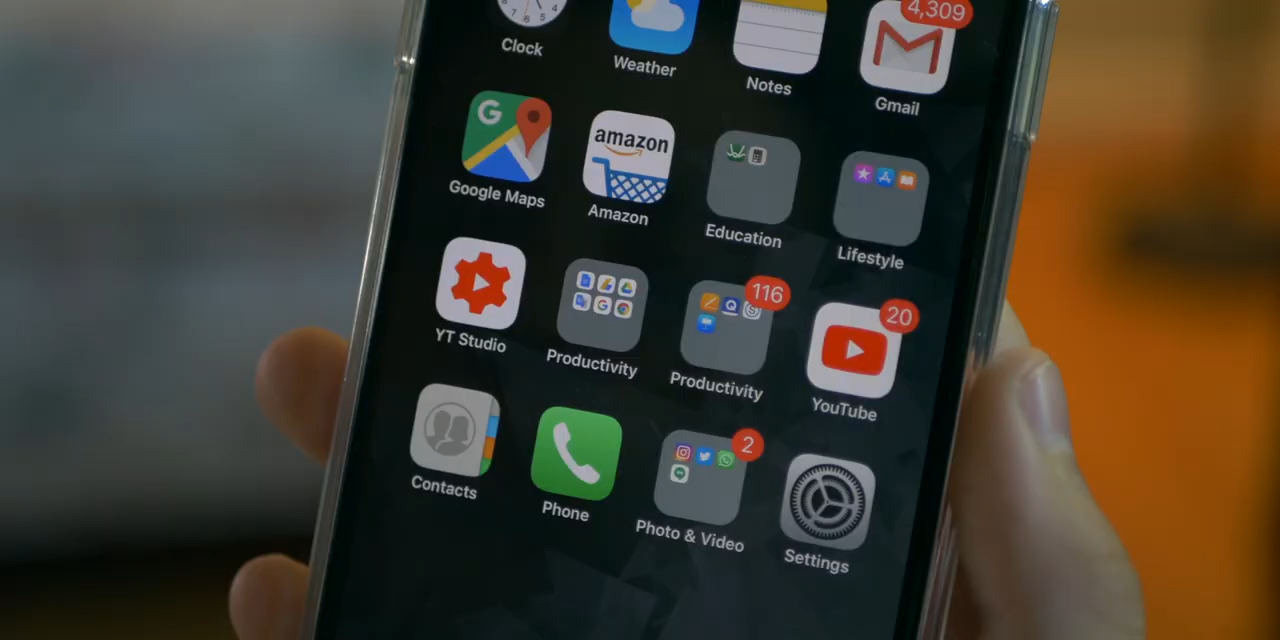 4,309
Clock
Weather
Notes
Gmail
G
amazon
Google Maps
Amazon
Education
Lifestyle
116
20
YT Studio
Productivity
Productivity
YouTube
2
Contacts
Phone
Photo & Video
Settings